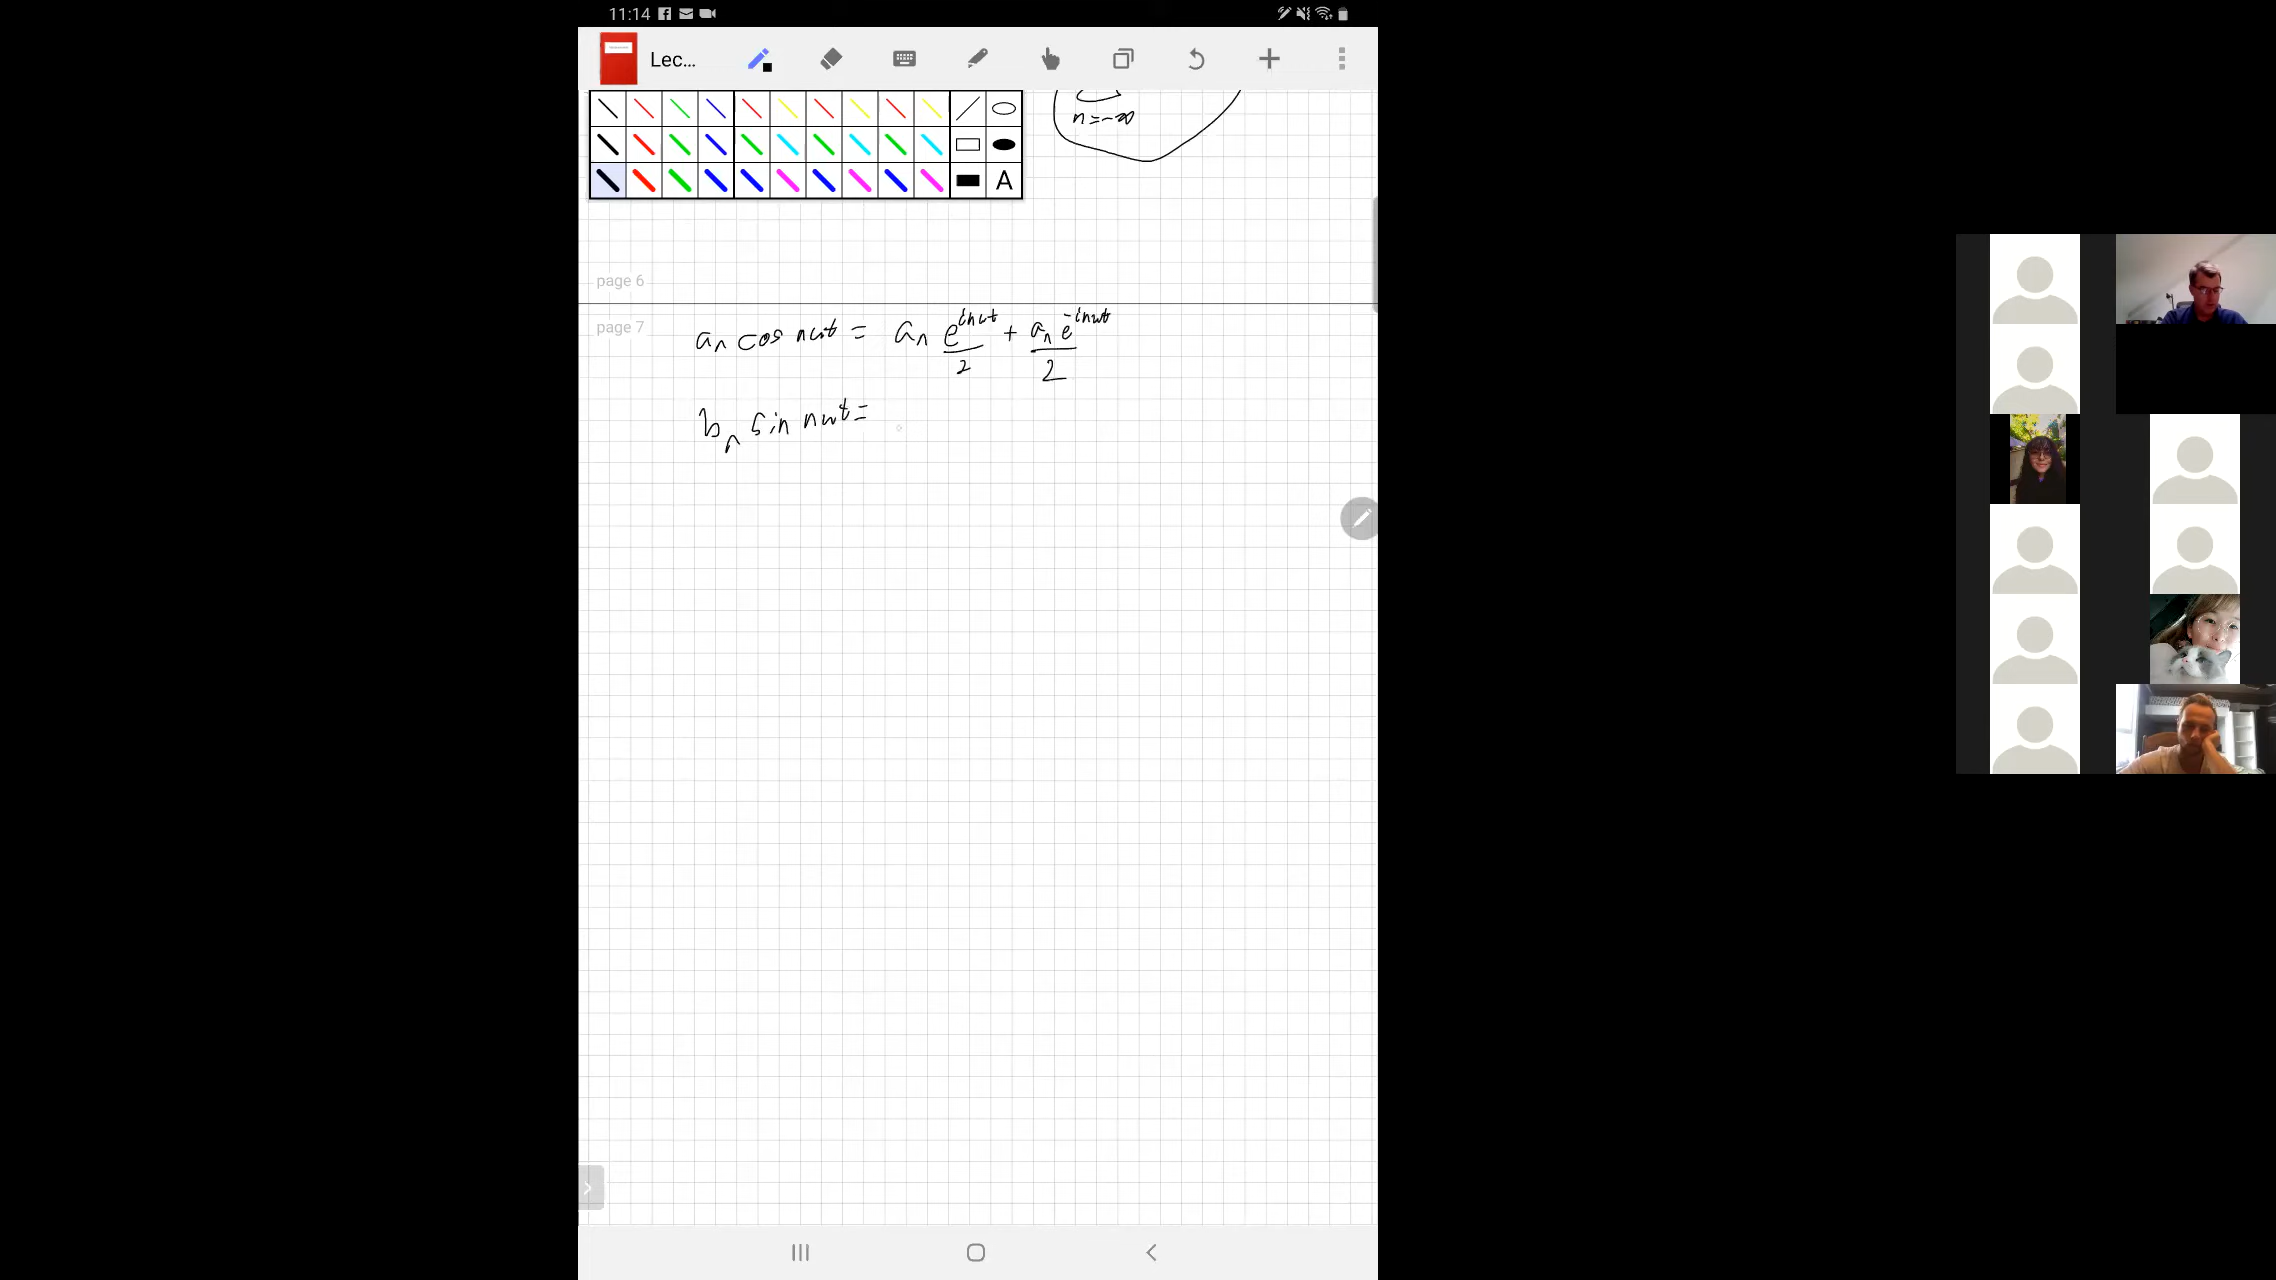 11:14
Lec...
A
n=-∞
page 6
page 7
aₙ cos nωt = aₙ e^{inωt}/2 + aₙ e^{-inωt}/2
bₙ sin nωt =